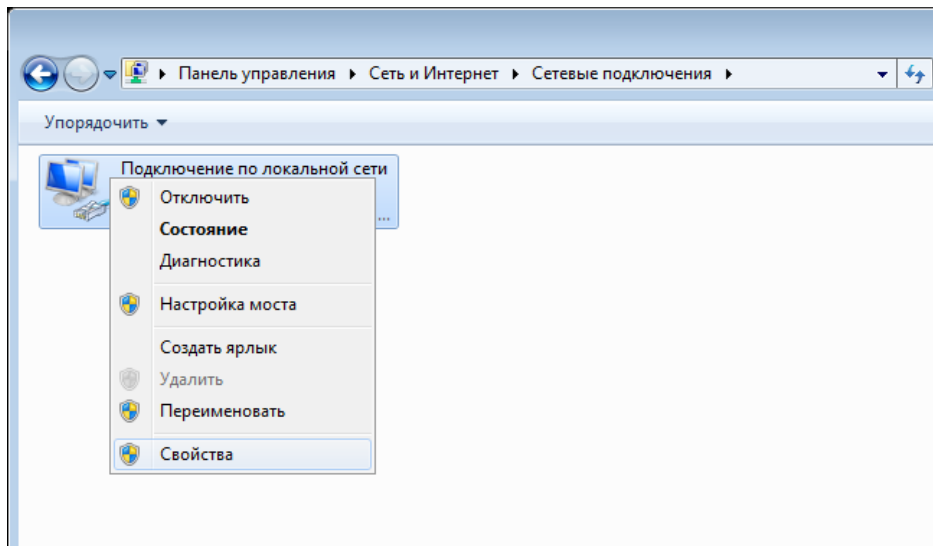 Панель управления Сеть и Интернет Сетевые подключения
Упорядочить
Подключение по локальной сети
...
Отключить
Состояние
Диагностика
Настройка моста
Создать ярлык
Удалить
Переименовать
Свойства